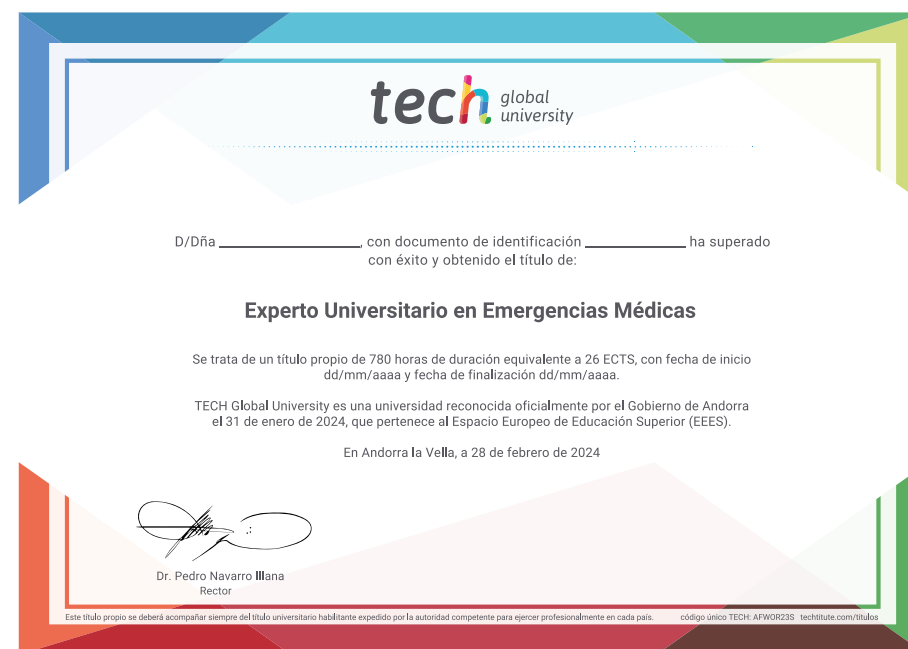 tech global
university
D/Dña ____________________, con documento de identificación ______________ ha superado
con éxito y obtenido el título de:
Experto Universitario en Emergencias Médicas
Se trata de un título propio de 780 horas de duración equivalente a 26 ECTS, con fecha de inicio
dd/mm/aaaa y fecha de finalización dd/mm/aaaa.
TECH Global University es una universidad reconocida oficialmente por el Gobierno de Andorra
el 31 de enero de 2024, que pertenece al Espacio Europeo de Educación Superior (EEES).
En Andorra la Vella, a 28 de febrero de 2024
Dr. Pedro Navarro Illana
Rector
Este título propio se deberá acompañar siempre del título universitario habilitante expedido por la autoridad competente para ejercer profesionalmente en cada país. código único TECH: AFWOR23S techtitute.com/titulos